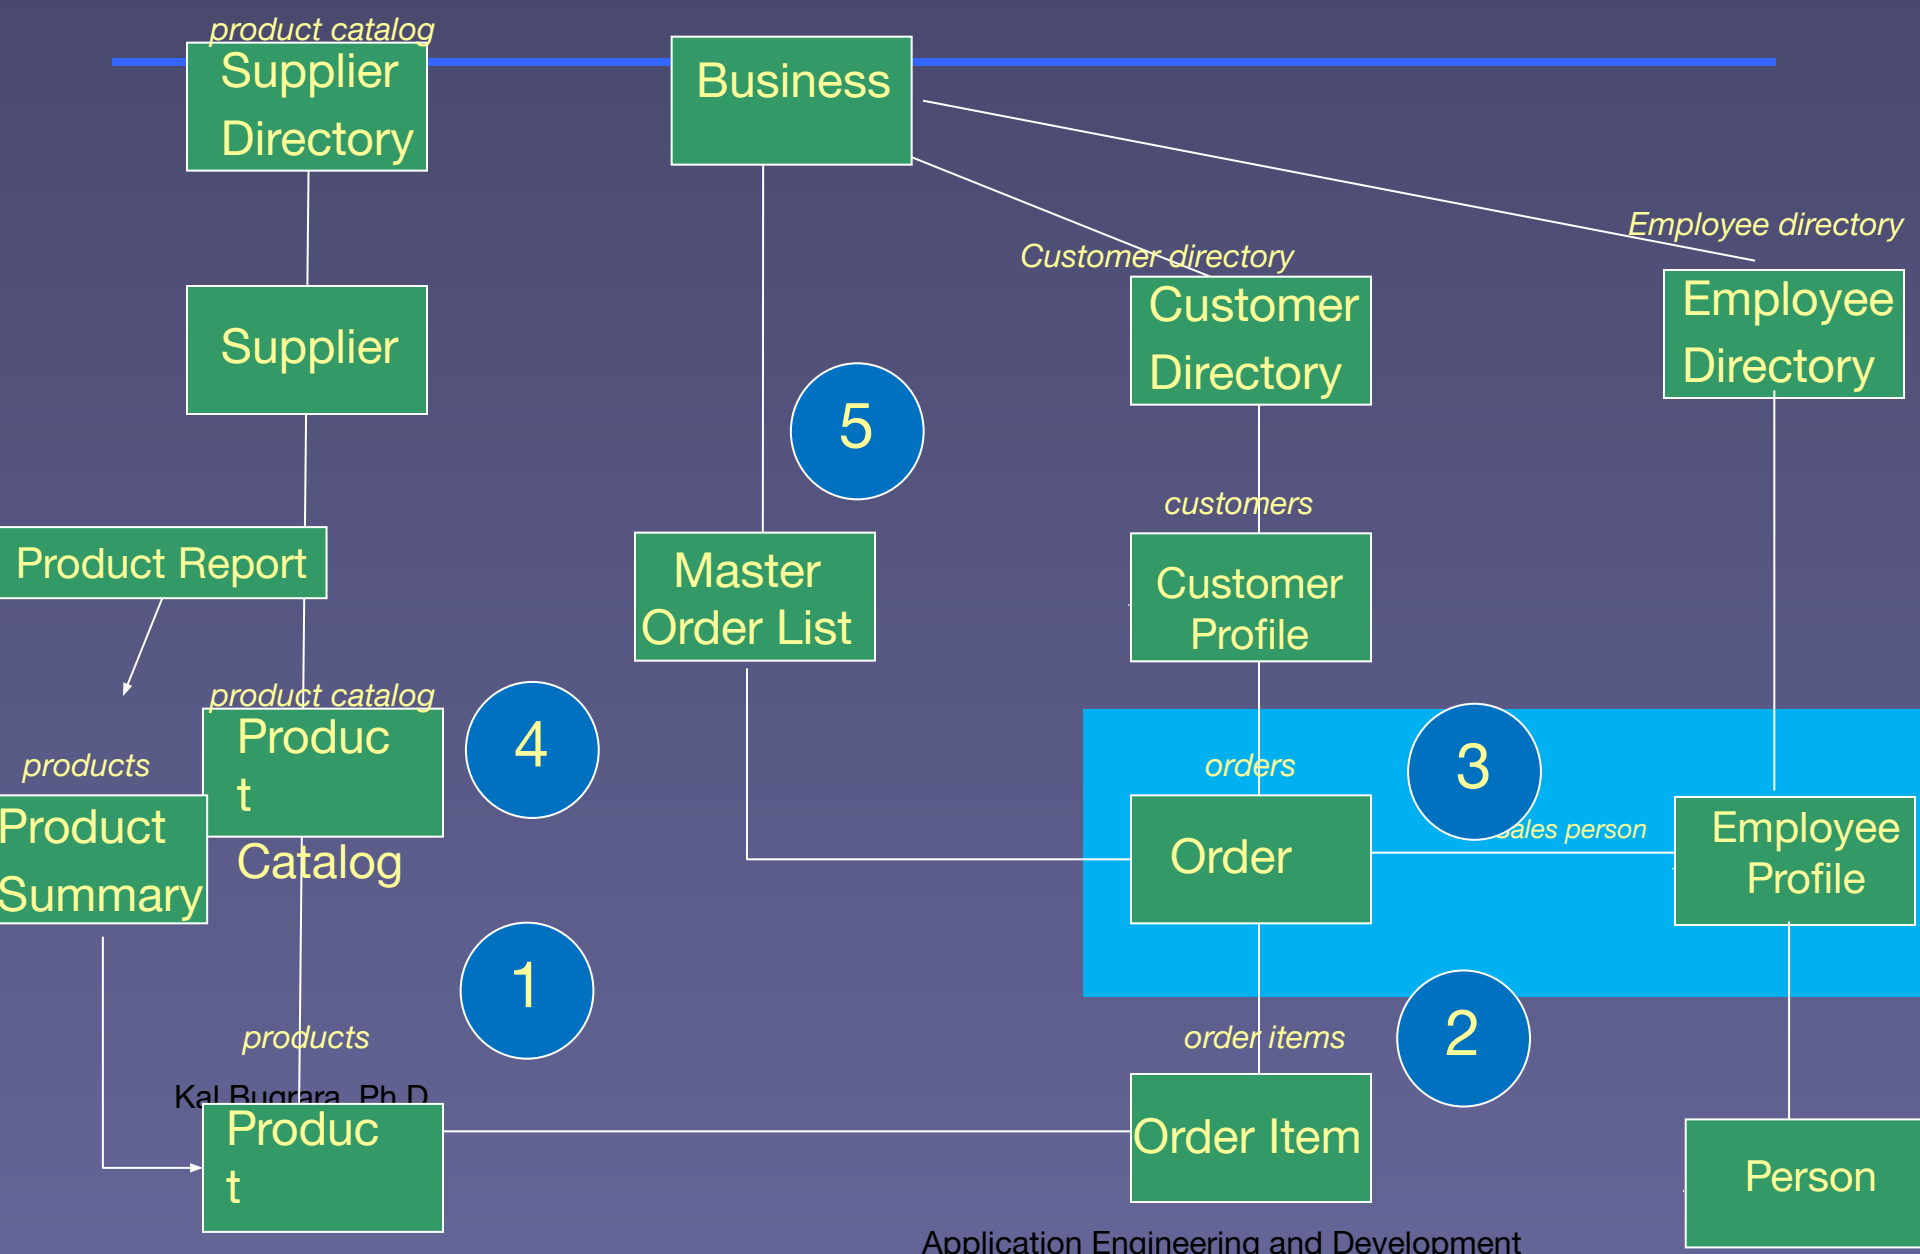 product catalog
Supplier
Directory
Business
Employee directory
Customer directory
Customer
Directory
Employee
Directory
Supplier
5
customers
Product Report
Master
Order List
Customer
Profile
product catalog
Produc
t
Catalog
4
3
products
orders
Product
Summary
Order
sales person
Employee
Profile
1
2
products
order items
Kal Bugrara, Ph.D
Produc
t
Order Item
Person
Application Engineering and Development